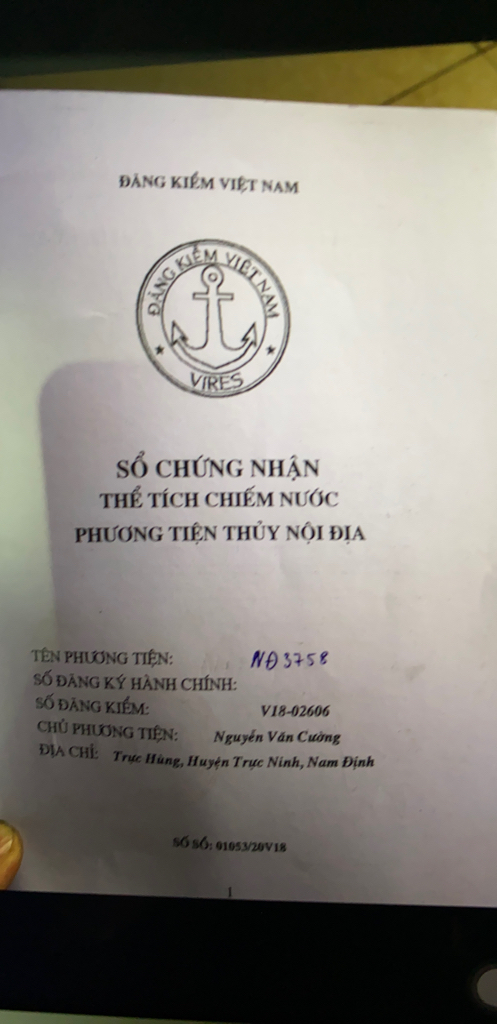 ĐĂNG KIỂM VIỆT NAM
ĐĂNG KIỂM VIỆT NAM
VIRES
SỔ CHỨNG NHẬN
THỂ TÍCH CHIẾM NƯỚC
PHƯƠNG TIỆN THỦY NỘI ĐỊA
TÊN PHƯƠNG TIỆN: NĐ3758
SỐ ĐĂNG KÝ HÀNH CHÍNH:
SỐ ĐĂNG KIỂM: V18-02606
CHỦ PHƯƠNG TIỆN: Nguyễn Văn Cường
ĐỊA CHỈ: Trực Hùng, Huyện Trực Ninh, Nam Định
SỐ SỔ: 01053/20V18
1